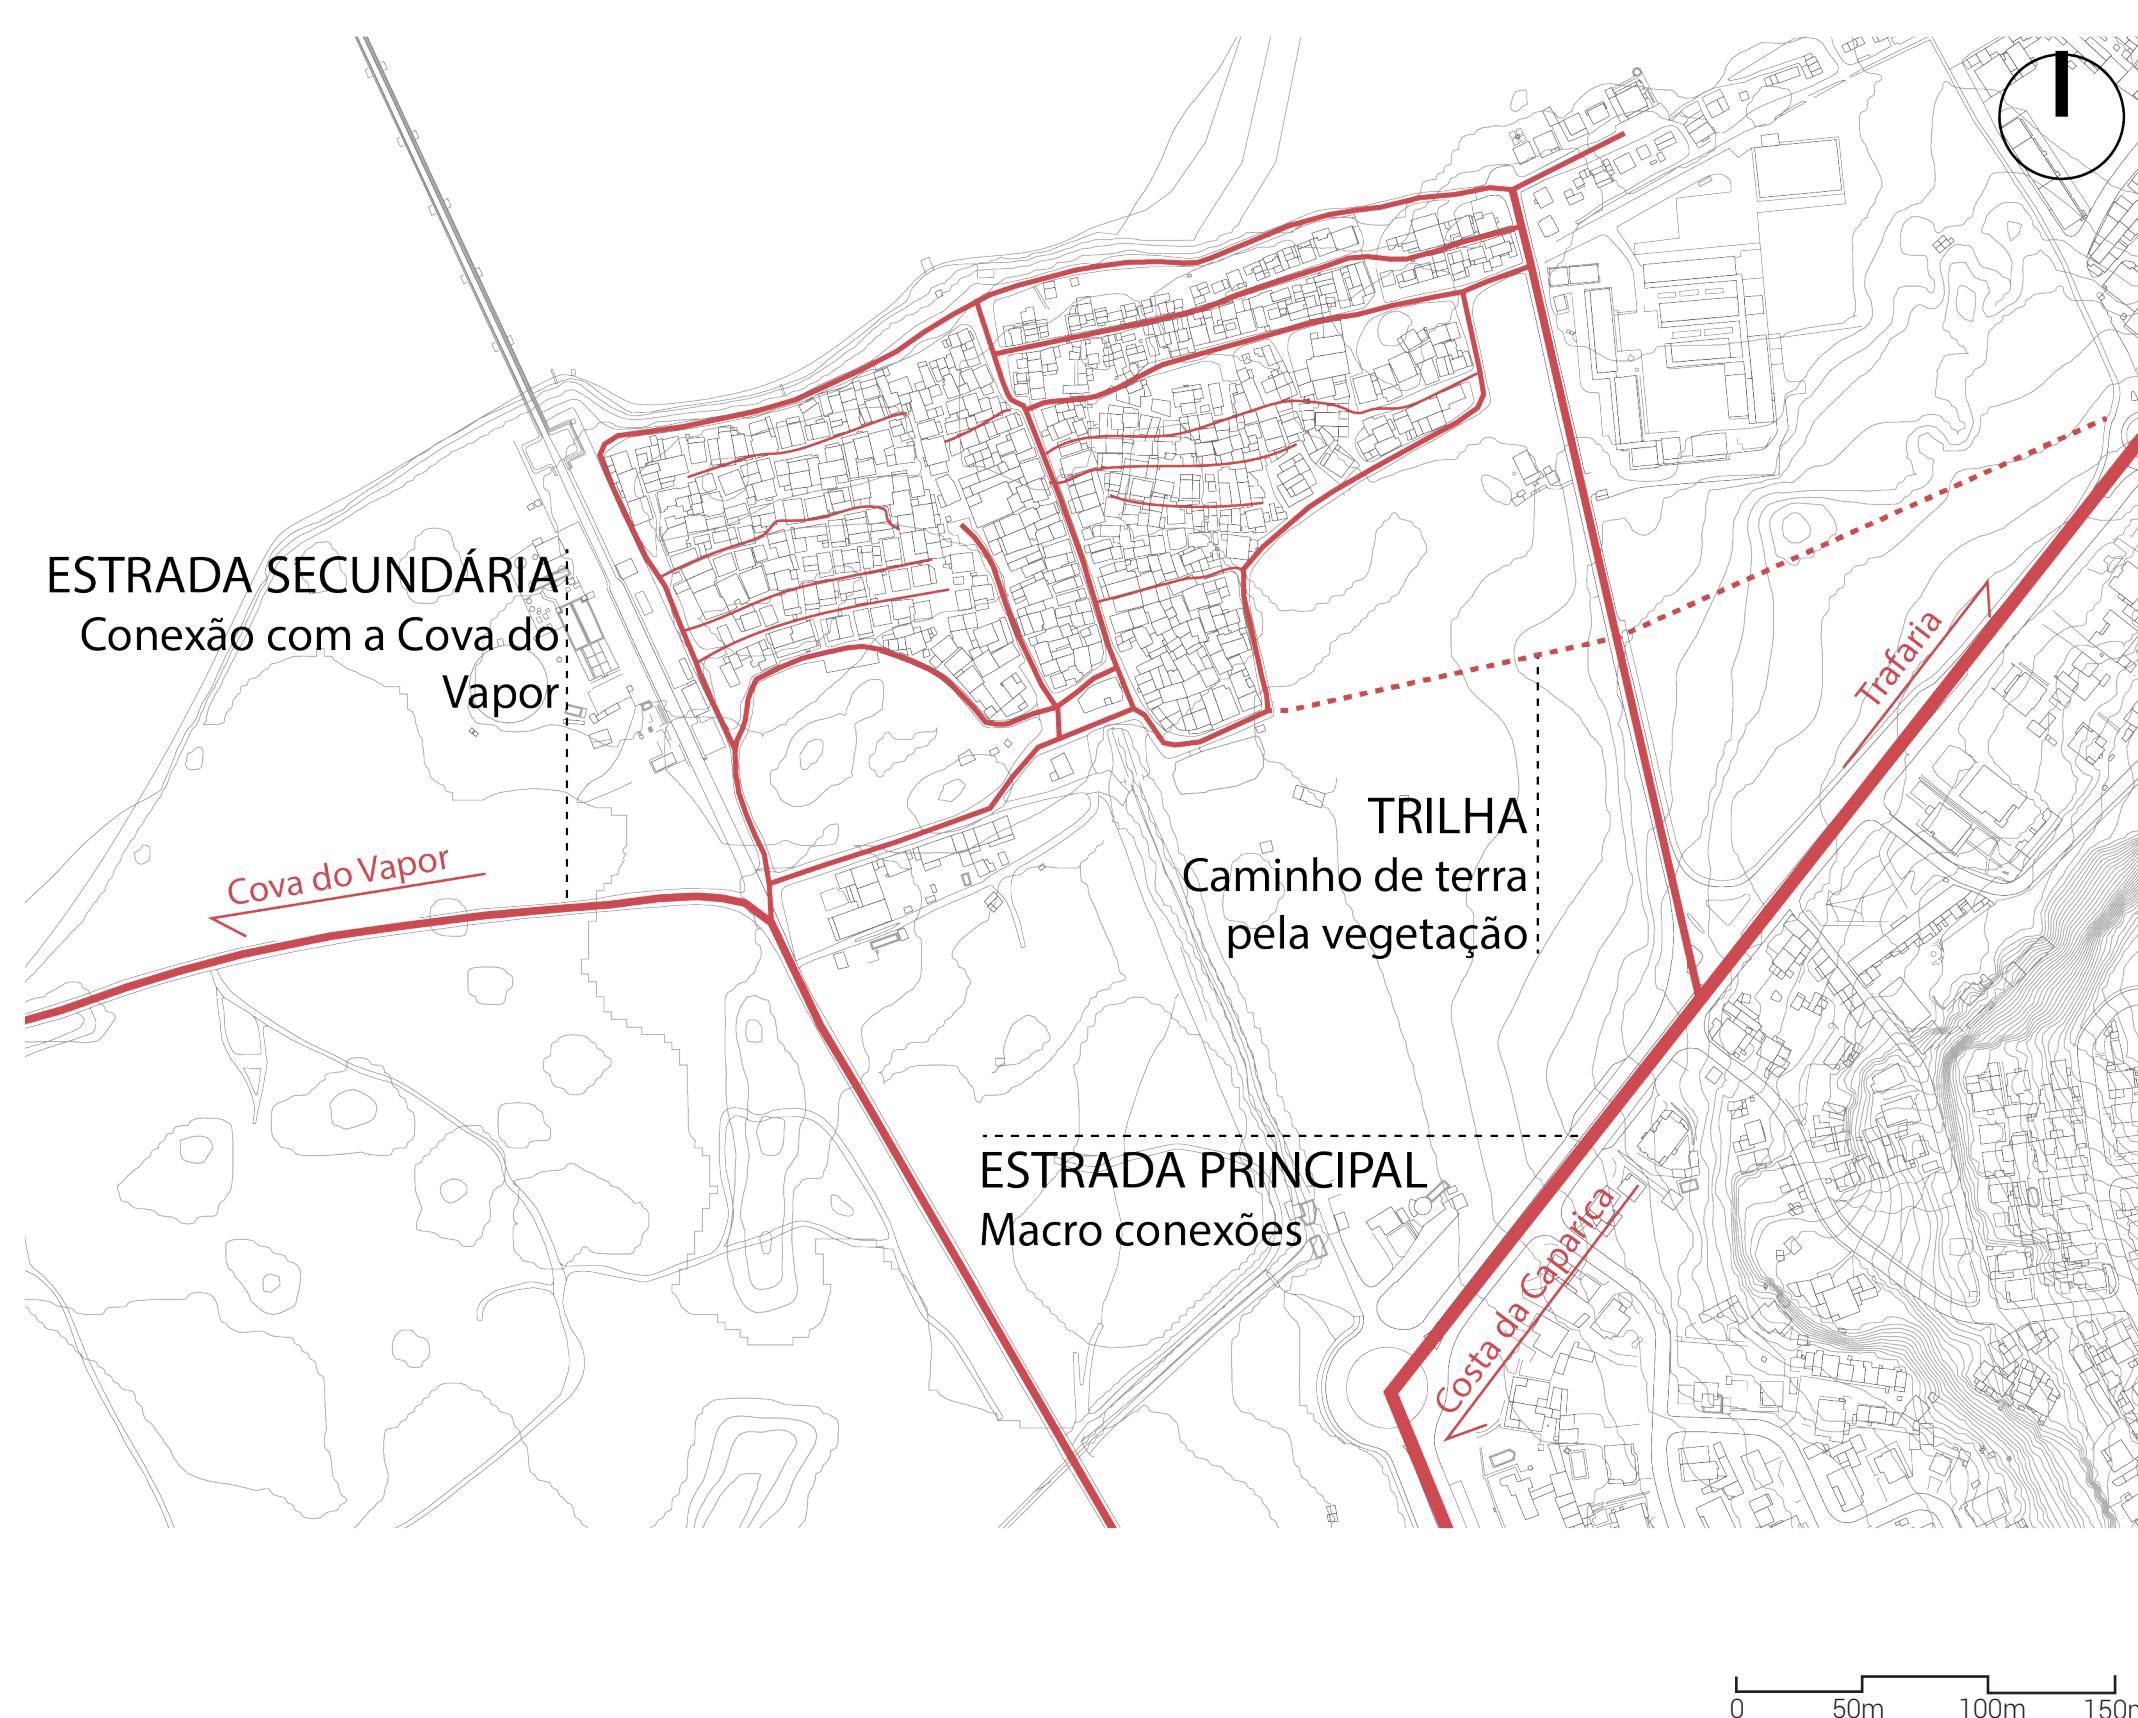 ESTRADA SECUNDÁRIA
Conexão com a Cova do
Vapor
Cova do Vapor
Trafaria
TRILHA
Caminho de terra
pela vegetação
ESTRADA PRINCIPAL
Macro conexões
Costa da Caparica
0 50m 100m 150m